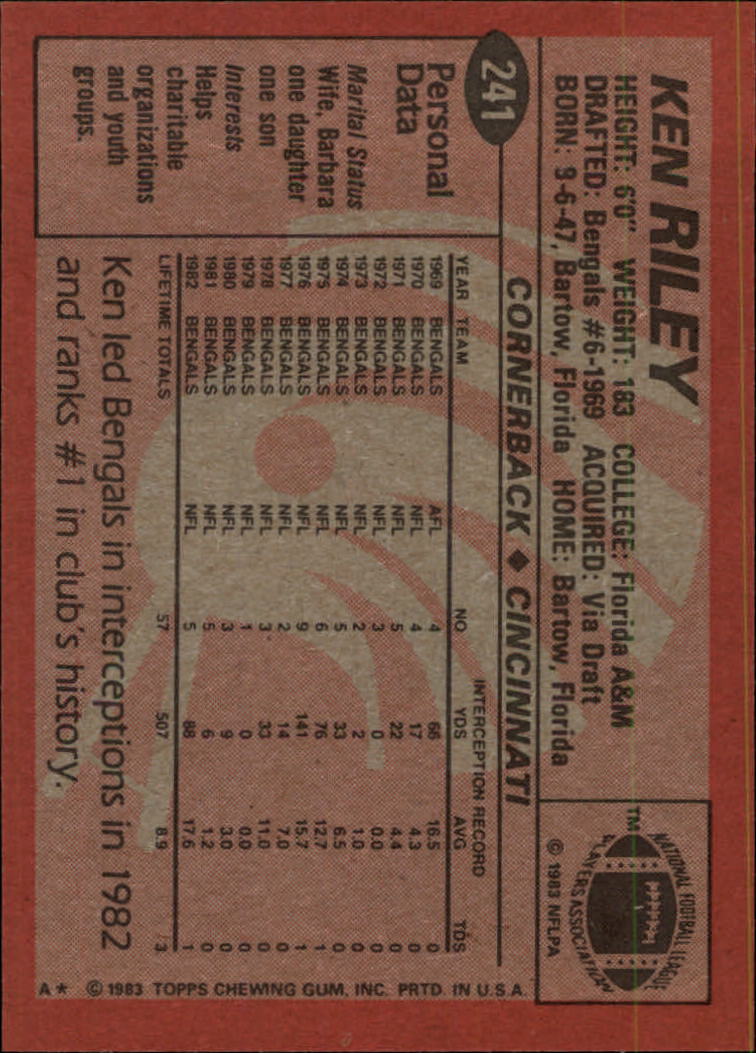 KEN RILEY
HEIGHT: 6'0" WEIGHT: 183 COLLEGE: Florida A&M
DRAFTED: Bengals #6-1969 ACQUIRED: Via Draft
BORN: 9-6-47, Bartow, Florida HOME: Bartow, Florida
TM
NATIONAL FOOTBALL LEAGUE
PLAYERS ASSOCIATION
© 1983 NFLPA
241
CORNERBACK ♦ CINCINNATI
Personal
Data
Marital Status
Wife, Barbara
one daughter
one son
Interests
Helps
charitable
organizations
and youth
groups.
INTERCEPTION RECORD
YEAR TEAM NO YDS AVG TDS
1969 BENGALS AFL 4 66 16.5 0
1970 BENGALS NFL 4 17 4.3 0
1971 BENGALS NFL 5 22 4.4 0
1972 BENGALS NFL 3 0 0.0 0
1973 BENGALS NFL 2 2 1.0 0
1974 BENGALS NFL 5 33 6.5 0
1975 BENGALS NFL 6 76 12.7 1
1976 BENGALS NFL 9 141 15.7 1
1977 BENGALS NFL 2 14 7.0 0
1978 BENGALS NFL 3 33 11.0 0
1979 BENGALS NFL 1 0 0.0 0
1980 BENGALS NFL 3 9 3.0 0
1981 BENGALS NFL 5 6 1.2 0
1982 BENGALS NFL 5 88 17.6 1
LIFETIME TOTALS 57 507 8.9 3
Ken led Bengals in interceptions in 1982
and ranks #1 in club's history.
A* © 1983 TOPPS CHEWING GUM, INC. PRTD. IN U.S.A.